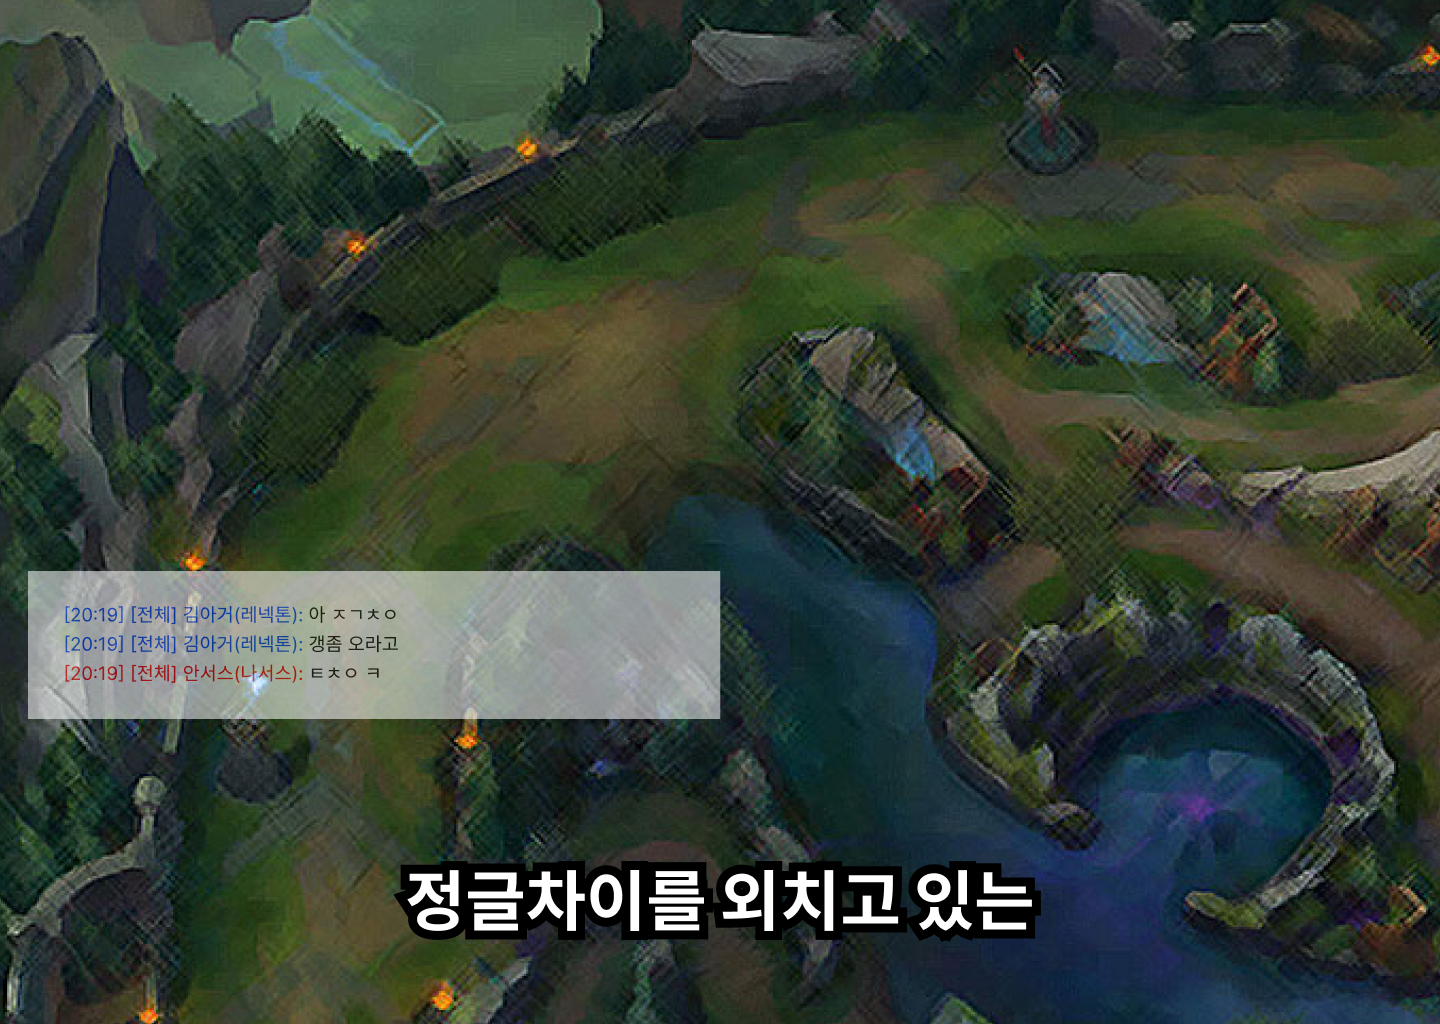 [20:19] [전체] 김아거(레넥톤): 아 ㅈㄱㅊㅇ
[20:19] [전체] 김아거(레넥톤): 갱좀 오라고
[20:19] [전체] 안서스(나서스): ㅌㅊㅇ ㅋ
정글차이를 외치고 있는